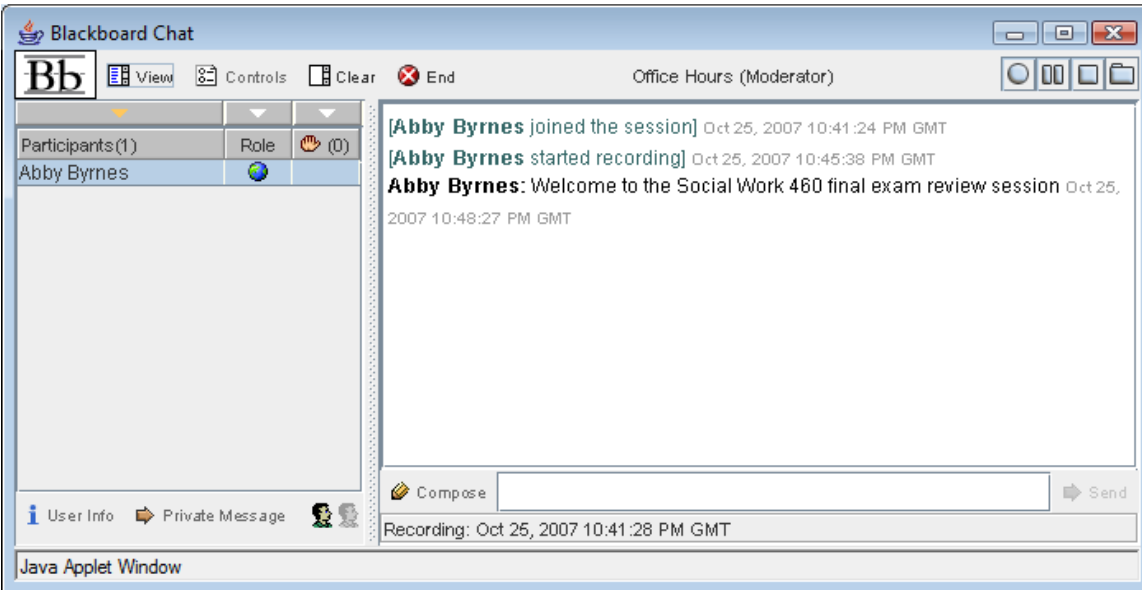 Blackboard Chat
Bb View Controls Clear End Office Hours (Moderator)
Participants(1) Role (0)
Abby Byrnes
[Abby Byrnes joined the session] Oct 25, 2007 10:41:24 PM GMT
[Abby Byrnes started recording] Oct 25, 2007 10:45:38 PM GMT
Abby Byrnes: Welcome to the Social Work 460 final exam review session Oct 25,
2007 10:48:27 PM GMT
Compose Send
User Info Private Message
Recording: Oct 25, 2007 10:41:28 PM GMT
Java Applet Window